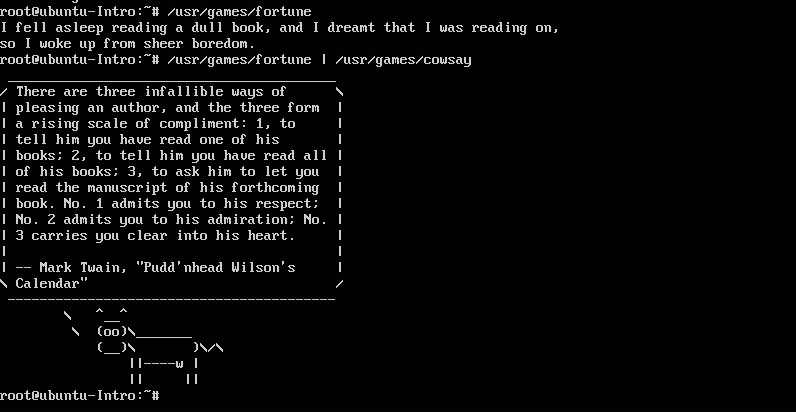 root@ubuntu-Intro:~# /usr/games/fortune
I fell asleep reading a dull book, and I dreamt that I was reading on,
so I woke up from sheer boredom.
root@ubuntu-Intro:~# /usr/games/fortune | /usr/games/cowsay
 _________________________________________
/ There are three infallible ways of      \
| pleasing an author, and the three form  |
| a rising scale of compliment: 1, to     |
| tell him you have read one of his       |
| books; 2, to tell him you have read all |
| of his books; 3, to ask him to let you  |
| read the manuscript of his forthcoming  |
| book. No. 1 admits you to his respect;  |
| No. 2 admits you to his admiration; No. |
| 3 carries you clear into his heart.     |
|                                         |
| -- Mark Twain, "Pudd'nhead Wilson's     |
\ Calendar"                               /
 -----------------------------------------
        \   ^__^
         \  (oo)\_______
            (__)\       )\/\
                ||----w |
                ||     ||
root@ubuntu-Intro:~#